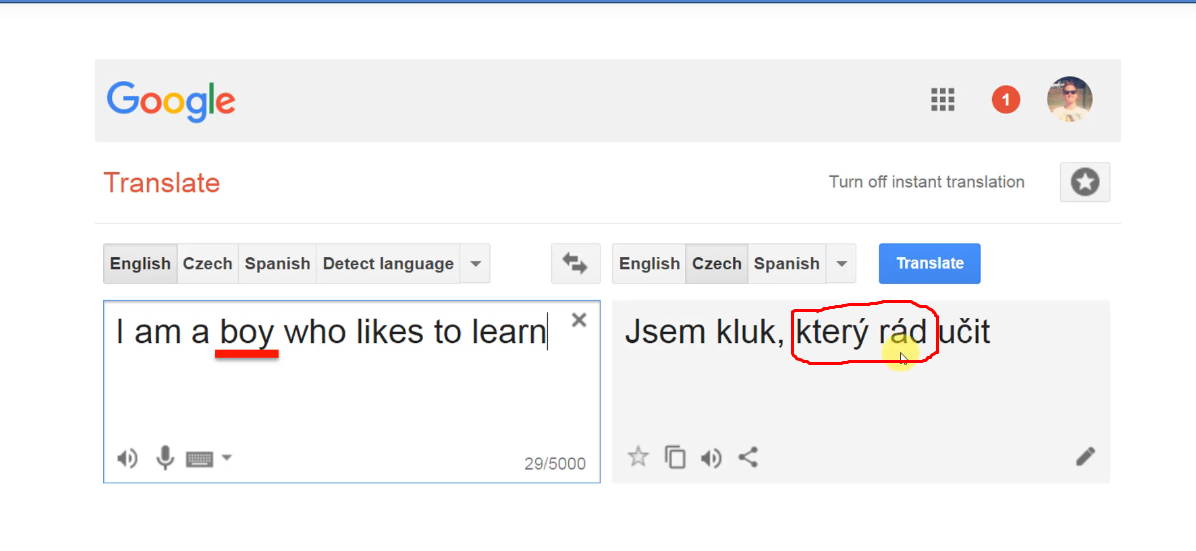 Google
1
Translate
Turn off instant translation
English Czech Spanish Detect language
English Czech Spanish
Translate
I am a boy who likes to learn
Jsem kluk, který rád učit
29/5000